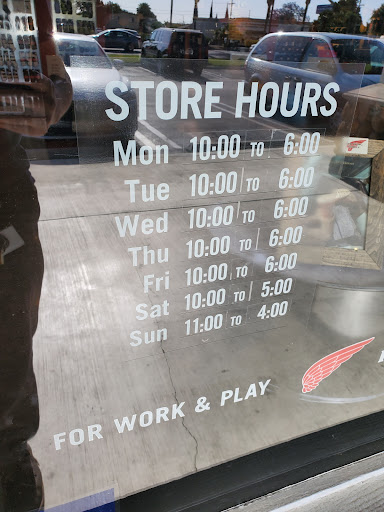 STORE HOURS
Mon 10:00 TO 6:00
Tue 10:00 TO 6:00
Wed 10:00 TO 6:00
Thu 10:00 TO 6:00
Fri 10:00 TO 6:00
Sat 10:00 TO 5:00
Sun 11:00 TO 4:00
FOR WORK & PLAY